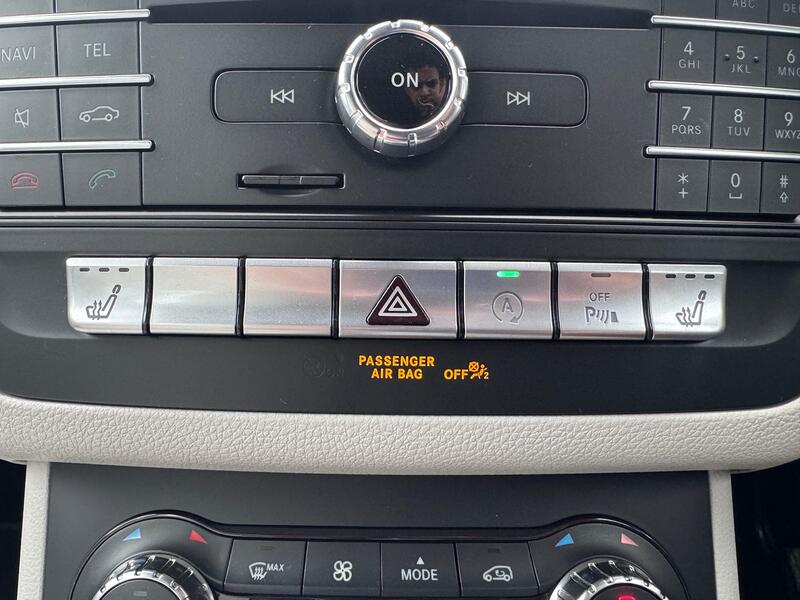 ABC
NAVI
TEL
ON
4
GHI
5
JKL
6
MNO
7
PQRS
8
TUV
9
WXYZ
*
+
0
#
A
OFF
P
PASSENGER
AIR BAG OFF
2
MAX
MODE